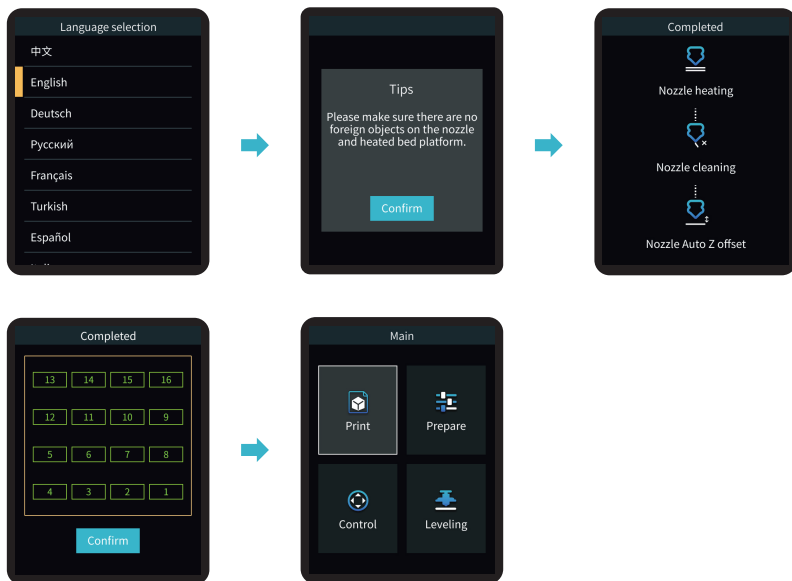 Language selection
中文
English
Deutsch
Русский
Français
Turkish
Español
Tips
Please make sure there are no
foreign objects on the nozzle
and heated bed platform.
Confirm
Completed
Nozzle heating
Nozzle cleaning
Nozzle Auto Z offset
Completed
13 14 15 16
12 11 10 9
5 6 7 8
4 3 2 1
Confirm
Main
Print Prepare
Control Leveling